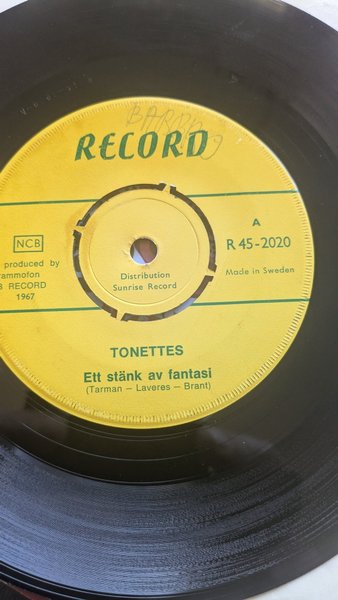 RECORD
NCB
produced by
rammofon
RECORD
1967
A
R 45-2020
Made in Sweden
Distribution
Sunrise Record
TONETTES
Ett stänk av fantasi
(Tarman – Laveres – Brant)